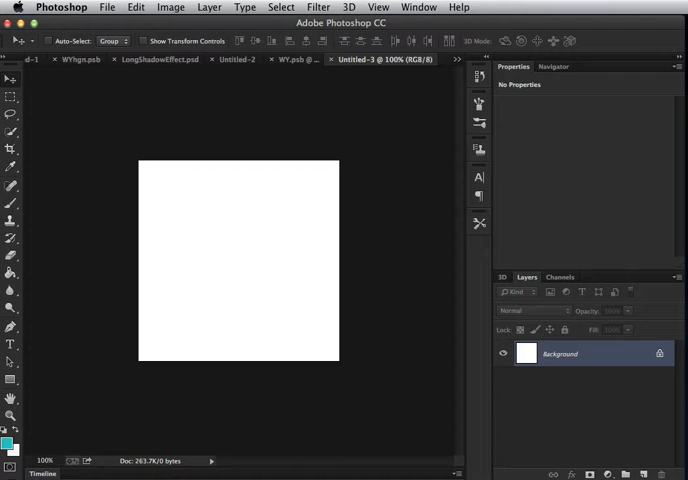 Photoshop File Edit Image Layer Type Select Filter 3D View Window Help
Adobe Photoshop CC
Auto-Select: Group Show Transform Controls 3D Mode:
d-1 WYhgn.psb LongShadowEffect.psd Untitled-2 WY.psb @ ... Untitled-3 @ 100% (RGB/8)
Properties Navigator
No Properties
3D Layers Channels
Kind
Normal Opacity: 100%
Lock: Fill: 100%
Background
100% Doc: 263.7K/0 bytes
Timeline